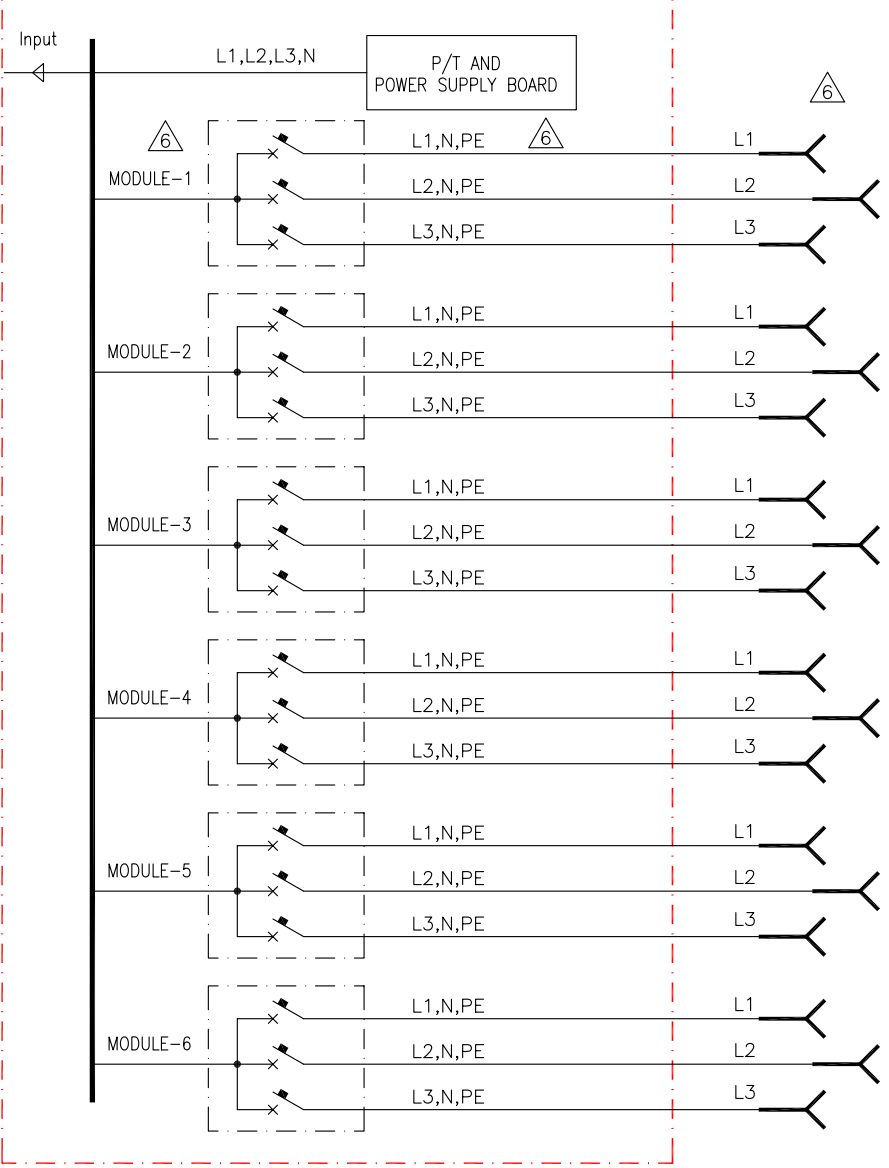 Input
L1,L2,L3,N
P/T AND
POWER SUPPLY BOARD
6
6
6
L1,N,PE
L1
MODULE-1
L2,N,PE
L2
L3,N,PE
L3
L1,N,PE
L1
MODULE-2
L2,N,PE
L2
L3,N,PE
L3
L1,N,PE
L1
MODULE-3
L2,N,PE
L2
L3,N,PE
L3
L1,N,PE
L1
MODULE-4
L2,N,PE
L2
L3,N,PE
L3
L1,N,PE
L1
MODULE-5
L2,N,PE
L2
L3,N,PE
L3
L1,N,PE
L1
MODULE-6
L2,N,PE
L2
L3,N,PE
L3